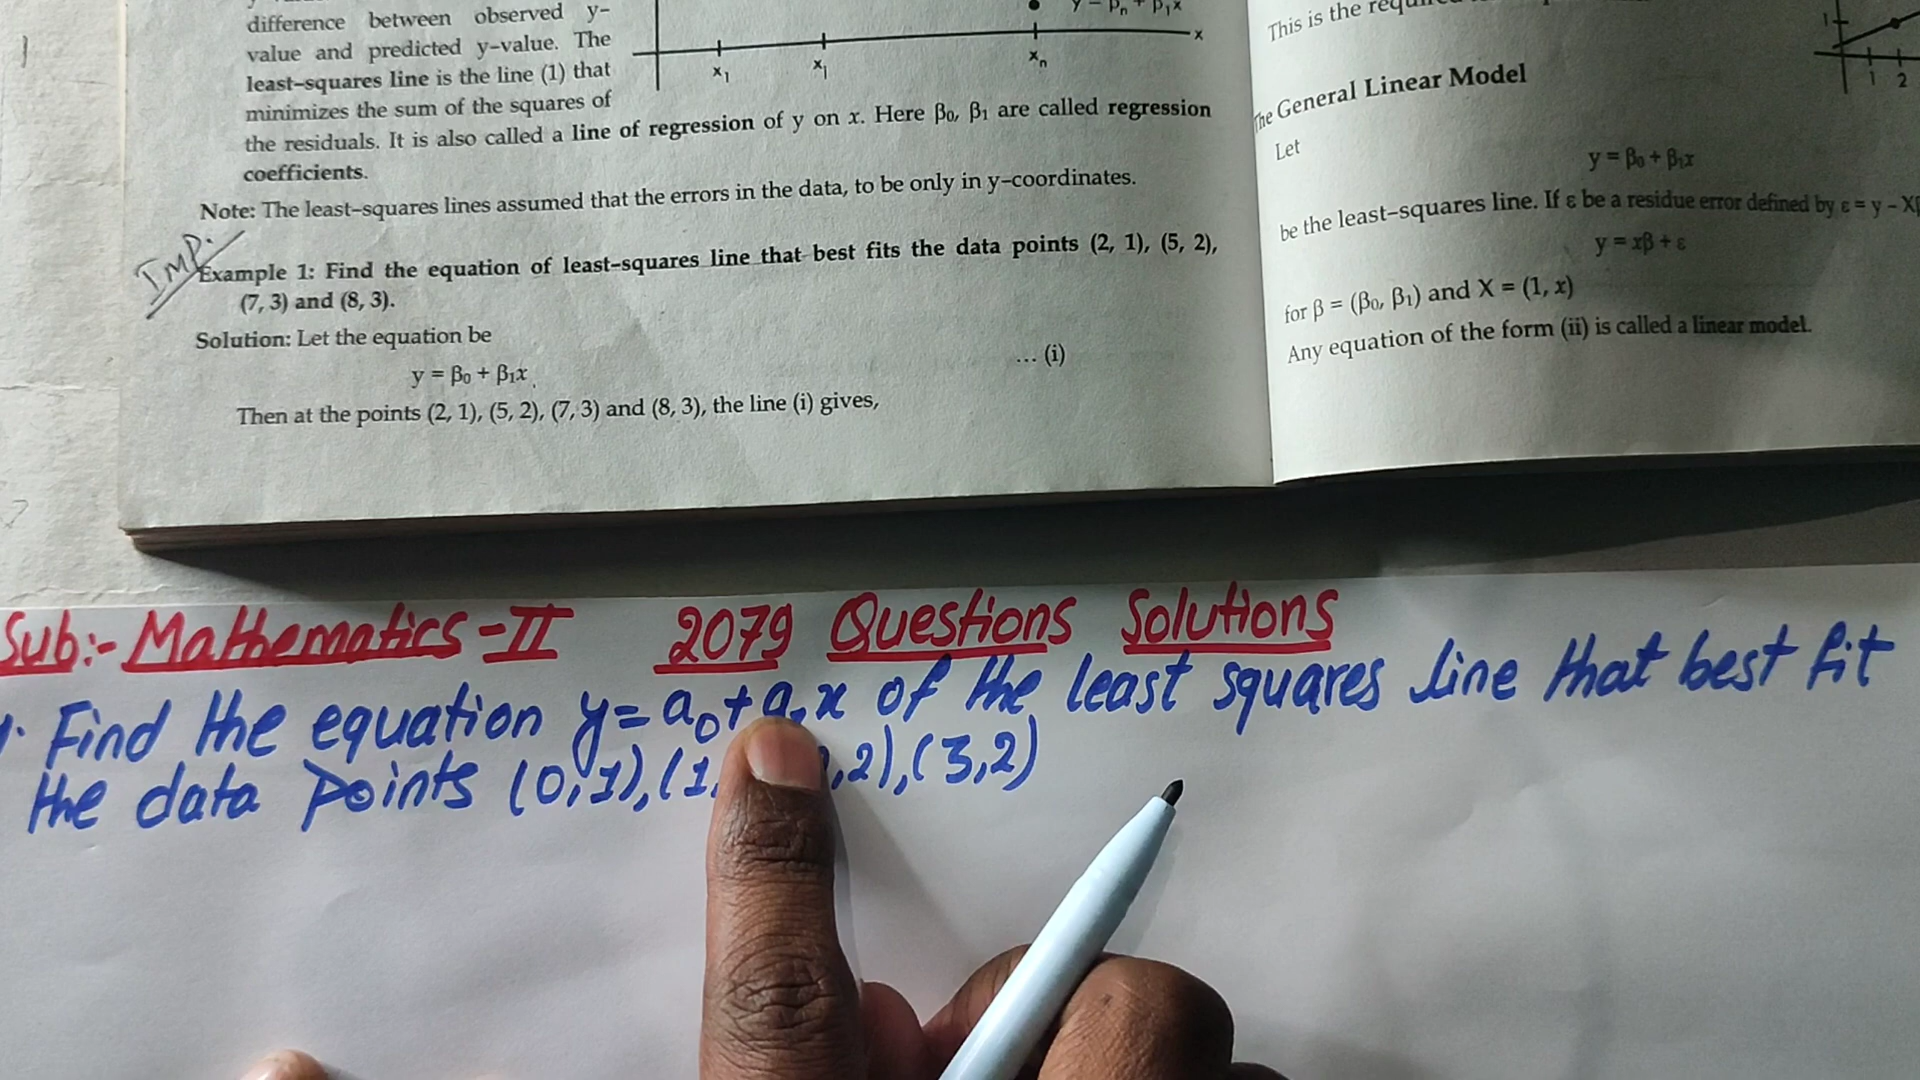 difference between observed y-
value and predicted y-value. The
least-squares line is the line (1) that
minimizes the sum of the squares of
the residuals. It is also called a line of regression of y on x. Here β₀, β₁ are called regression
coefficients.
Note: The least-squares lines assumed that the errors in the data, to be only in y-coordinates.
IMP.
Example 1: Find the equation of least-squares line that best fits the data points (2, 1), (5, 2),
(7, 3) and (8, 3).
Solution: Let the equation be
y = β₀ + β₁x ... (i)
Then at the points (2, 1), (5, 2), (7, 3) and (8, 3), the line (i) gives,
x₁ x₁ xₙ x
This is the
1 2
The General Linear Model
Let
y = β₀ + β₁x
be the least-squares line. If ε be a residue error defined by ε = y - Xβ
y = xβ + ε
for β = (β₀, β₁) and X = (1, x)
Any equation of the form (ii) is called a linear model.
Sub:- Mathematics-II 2079 Questions Solutions
1. Find the equation y = a₀ + a₁x of the least squares line that best fit
the data points (0,1), (1, ,2), (3,2)